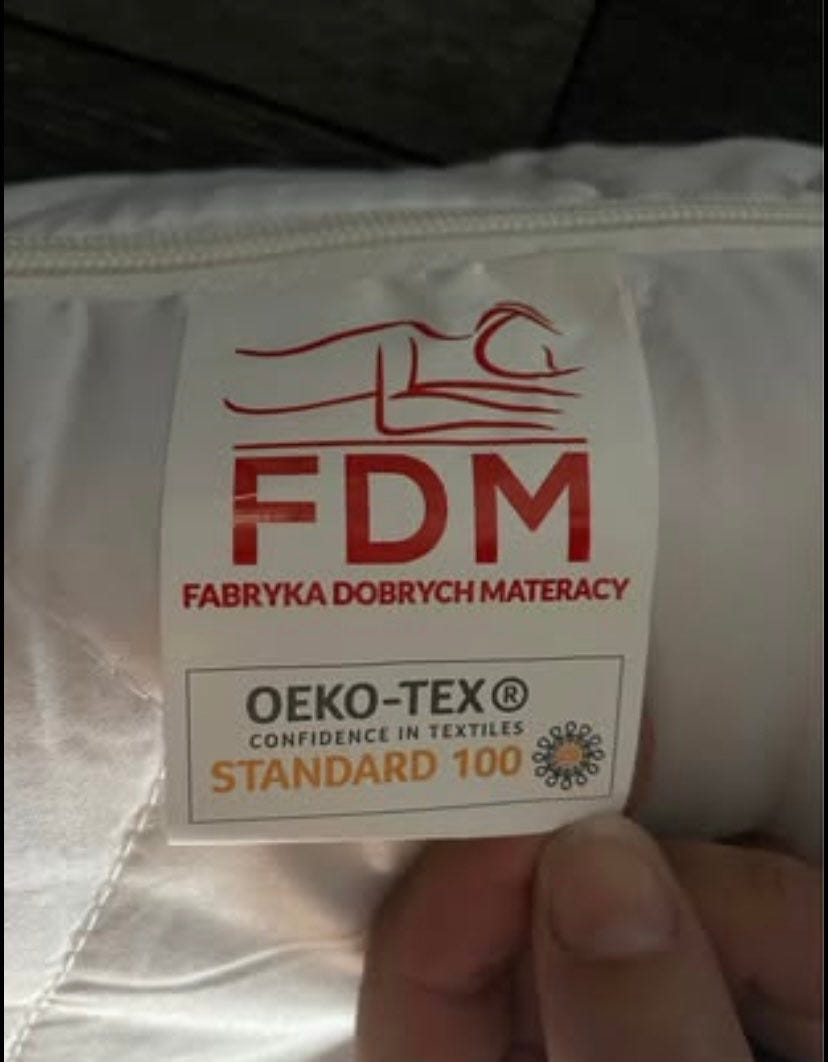 FDM
FABRYKA DOBRYCH MATERACY
OEKO-TEX®
CONFIDENCE IN TEXTILES
STANDARD 100